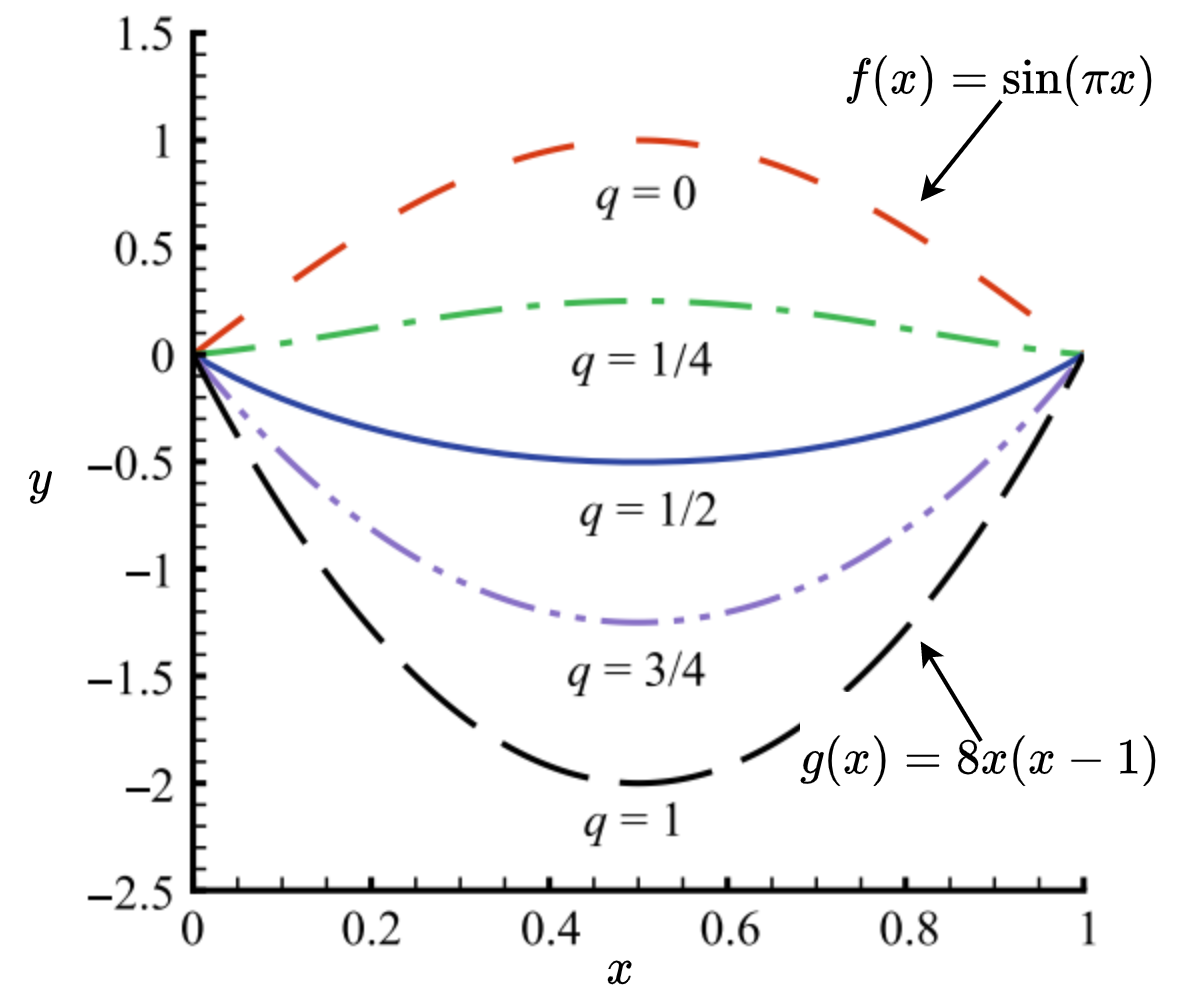 1.5
f(x) = sin(πx)
1
q = 0
0.5
0
q = 1/4
−0.5
y
q = 1/2
−1
−1.5
q = 3/4
g(x) = 8x(x − 1)
−2
q = 1
−2.5
0 0.2 0.4 0.6 0.8 1
x